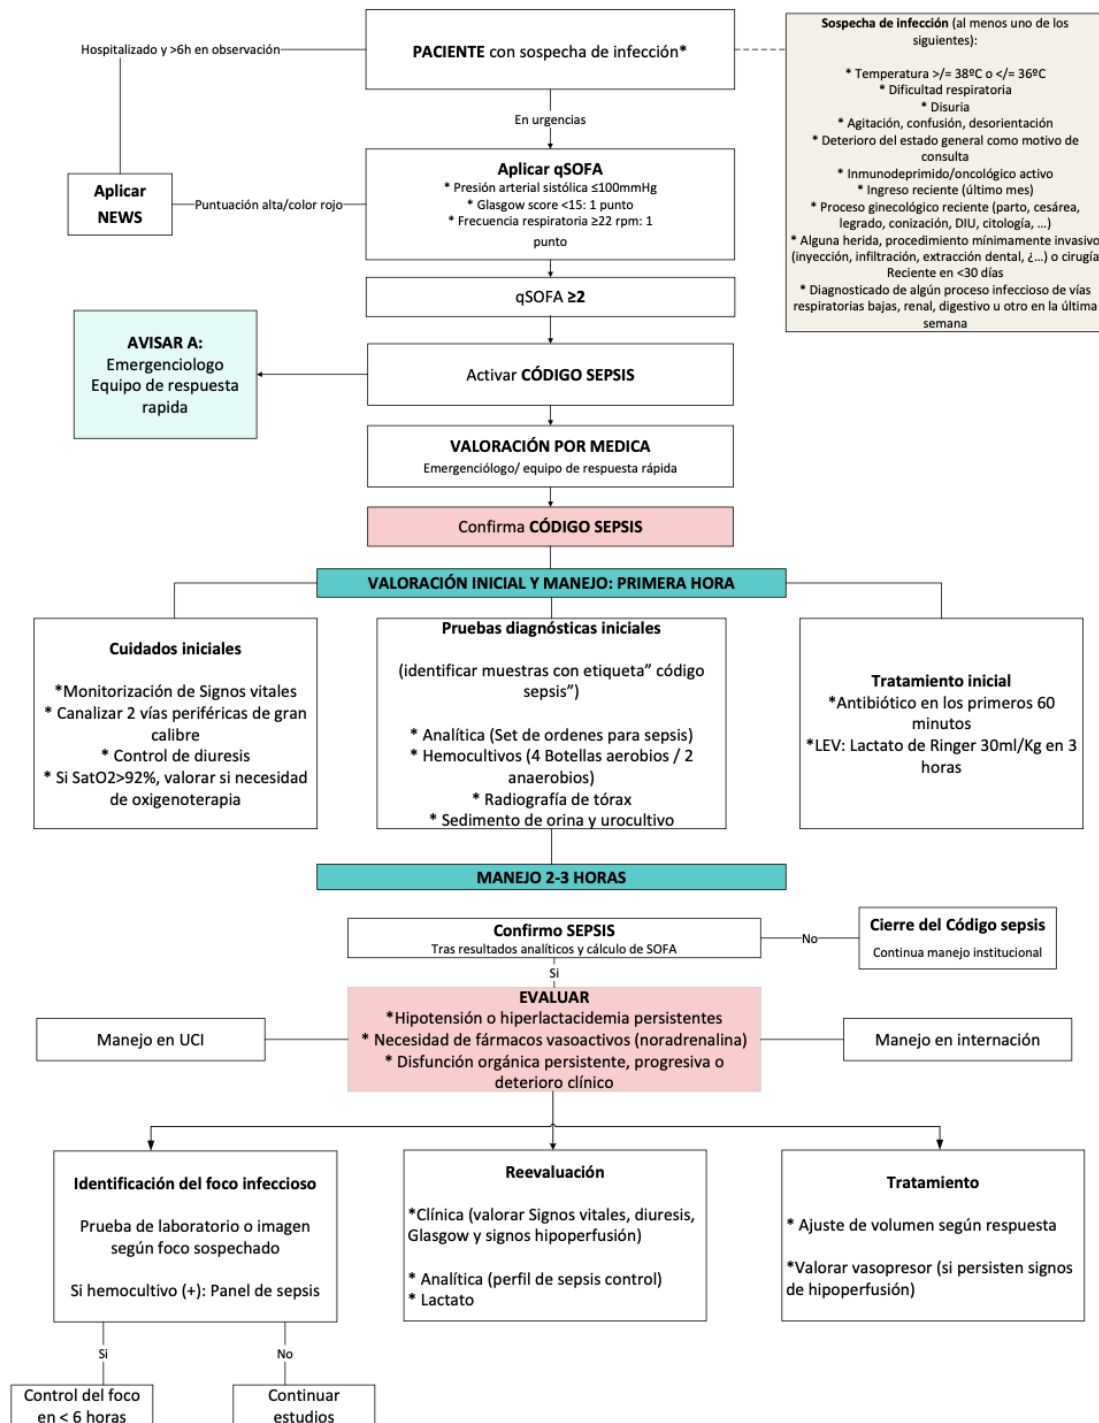 Hospitalizado y >6h en observación
PACIENTE con sospecha de infección*
Sospecha de infección (al menos uno de los
siguientes):
* Temperatura >/= 38ºC o </= 36ºC
* Dificultad respiratoria
* Disuria
* Agitación, confusión, desorientación
* Deterioro del estado general como motivo de
consulta
* Inmunodeprimido/oncológico activo
* Ingreso reciente (último mes)
* Proceso ginecológico reciente (parto, cesárea,
legrado, conización, DIU, citología, ...)
* Alguna herida, procedimiento mínimamente invasivo
(inyección, infiltración, extracción dental, ¿...) o cirugía
Reciente en <30 días
* Diagnosticado de algún proceso infeccioso de vías
respiratorias bajas, renal, digestivo u otro en la última
semana
En urgencias
Aplicar
NEWS
Puntuación alta/color rojo
Aplicar qSOFA
* Presión arterial sistólica ≤100mmHg
* Glasgow score <15: 1 punto
* Frecuencia respiratoria ≥22 rpm: 1
punto
qSOFA ≥2
AVISAR A:
Emergenciologo
Equipo de respuesta
rapida
Activar CÓDIGO SEPSIS
VALORACIÓN POR MEDICA
Emergenciólogo/ equipo de respuesta rápida
Confirma CÓDIGO SEPSIS
VALORACIÓN INICIAL Y MANEJO: PRIMERA HORA
Cuidados iniciales
*Monitorización de Signos vitales
* Canalizar 2 vías periféricas de gran
calibre
* Control de diuresis
* Si SatO2>92%, valorar si necesidad
de oxigenoterapia
Pruebas diagnósticas iniciales
(identificar muestras con etiqueta” código
sepsis”)
* Analítica (Set de ordenes para sepsis)
* Hemocultivos (4 Botellas aerobios / 2
anaerobios)
* Radiografía de tórax
* Sedimento de orina y urocultivo
Tratamiento inicial
*Antibiótico en los primeros 60
minutos
*LEV: Lactato de Ringer 30ml/Kg en 3
horas
MANEJO 2-3 HORAS
Confirmo SEPSIS
Tras resultados analíticos y cálculo de SOFA
No
Cierre del Código sepsis
Continua manejo institucional
Si
EVALUAR
*Hipotensión o hiperlactacidemia persistentes
* Necesidad de fármacos vasoactivos (noradrenalina)
* Disfunción orgánica persistente, progresiva o
deterioro clínico
Manejo en UCI
Manejo en internación
Identificación del foco infeccioso
Prueba de laboratorio o imagen
según foco sospechado
Si hemocultivo (+): Panel de sepsis
Reevaluación
*Clínica (valorar Signos vitales, diuresis,
Glasgow y signos hipoperfusión)
* Analítica (perfil de sepsis control)
* Lactato
Tratamiento
* Ajuste de volumen según respuesta
*Valorar vasopresor (si persisten signos
de hipoperfusión)
Si
No
Control del foco
en < 6 horas
Continuar
estudios